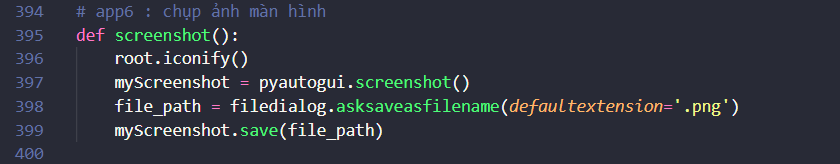 394 # app6 : chụp ảnh màn hình
395 def screenshot():
396 root.iconify()
397 myScreenshot = pyautogui.screenshot()
398 file_path = filedialog.asksaveasfilename(defaultextension='.png')
399 myScreenshot.save(file_path)
400